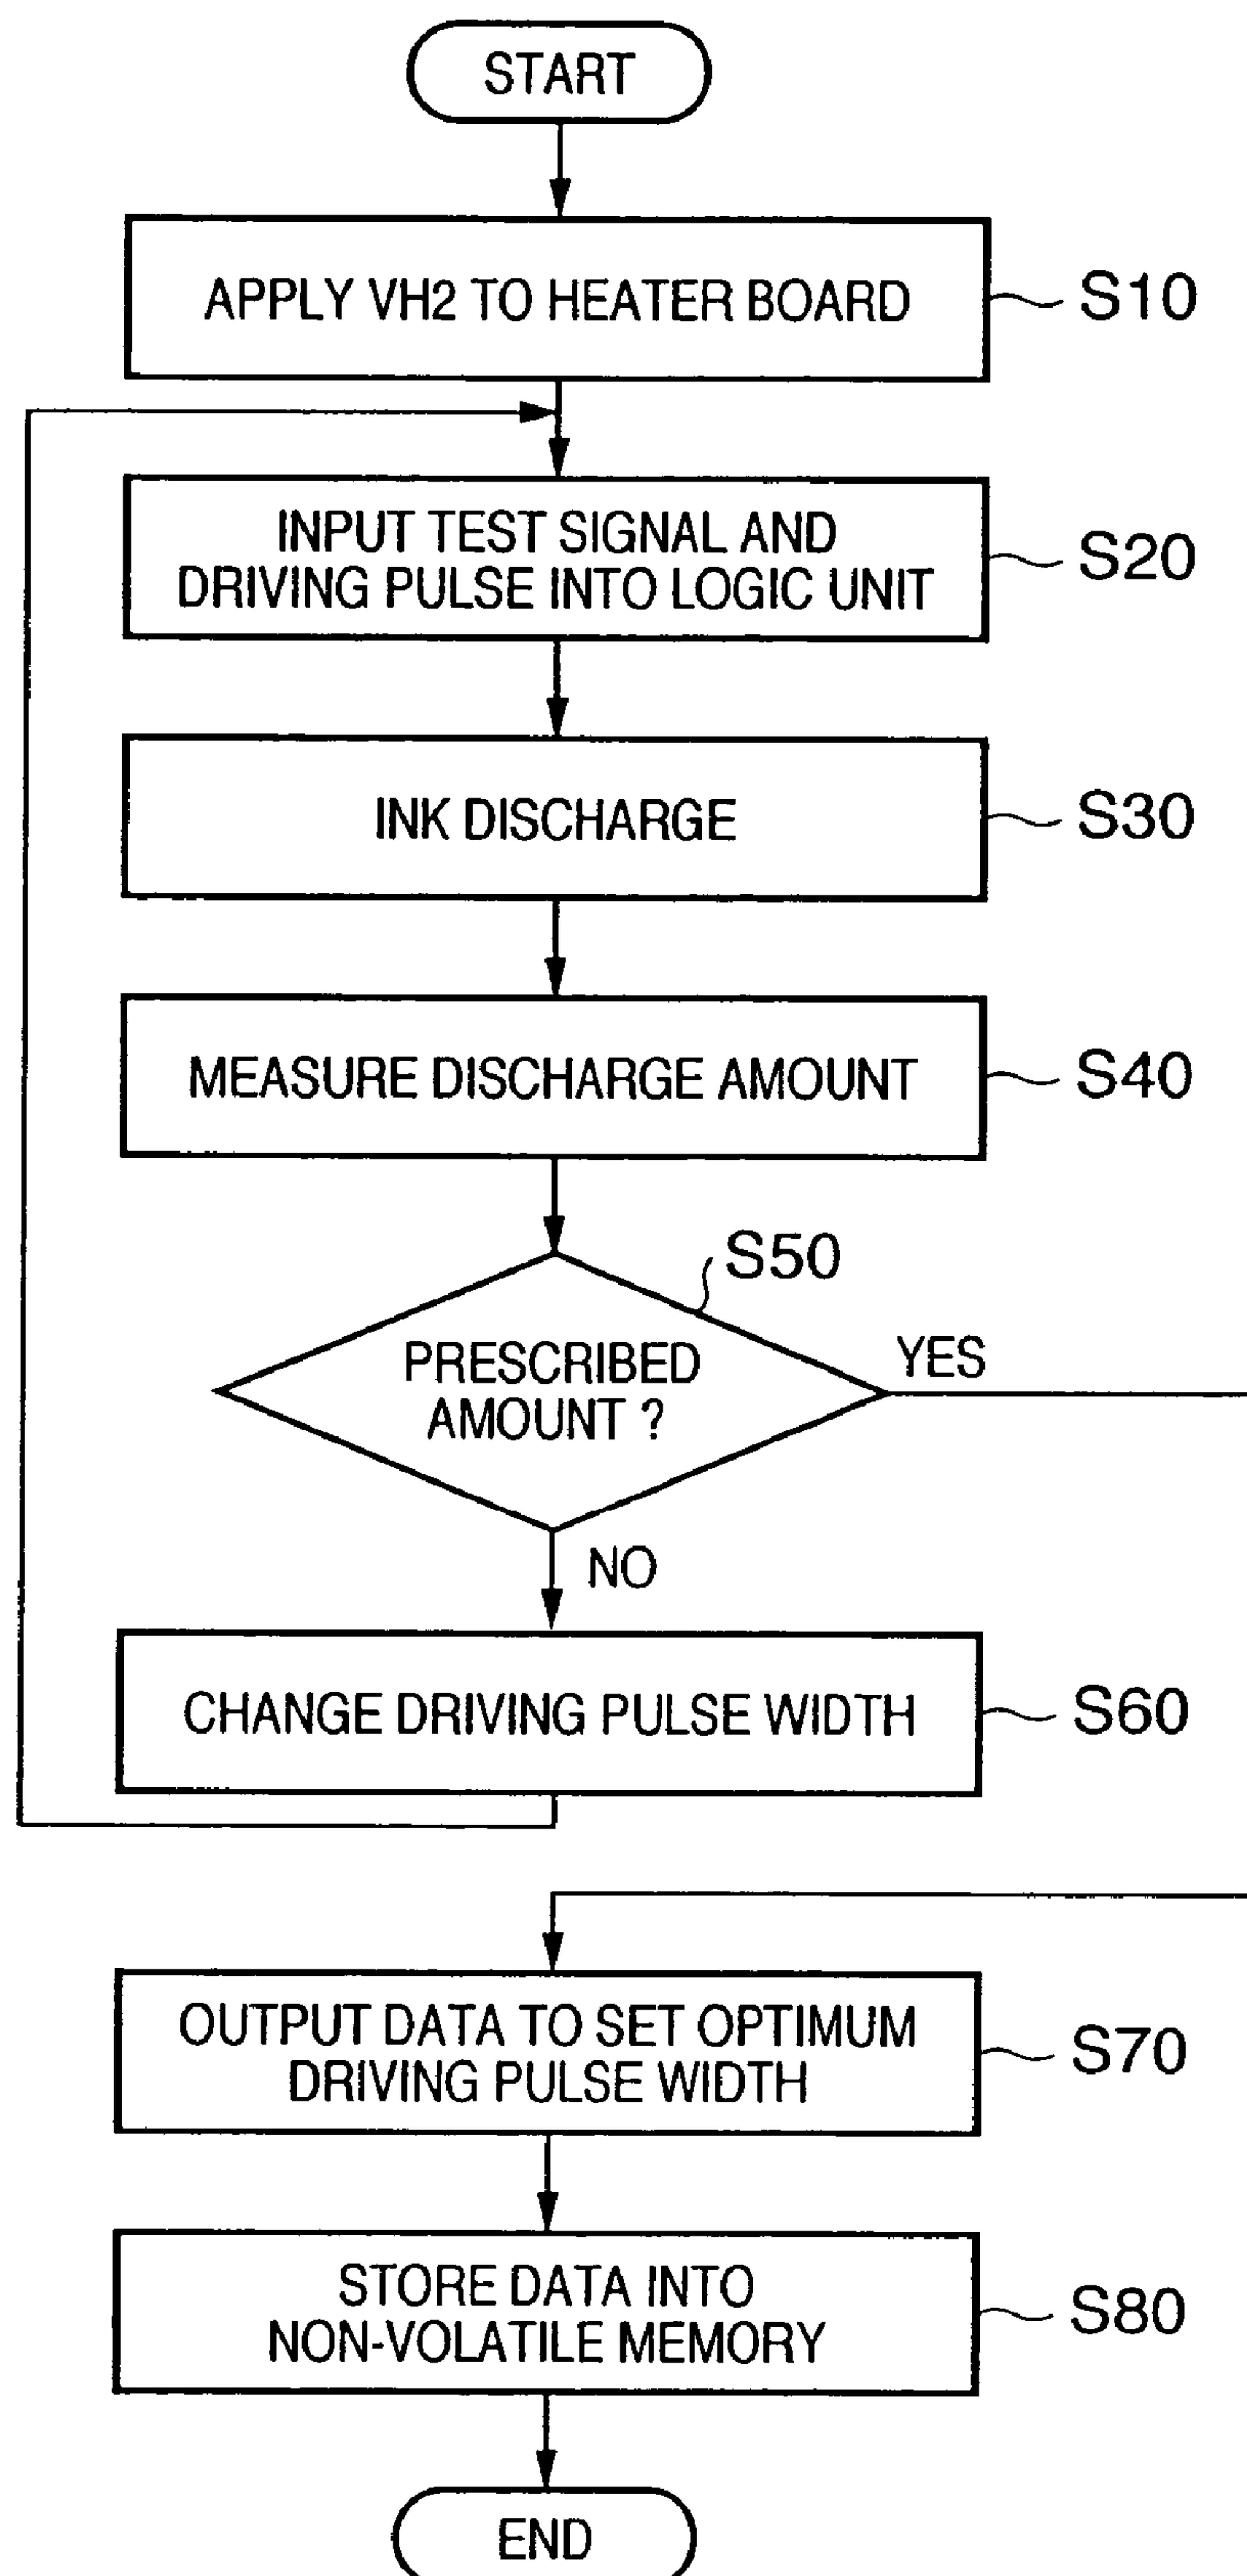 START
APPLY VH2 TO HEATER BOARD
S10
INPUT TEST SIGNAL AND
DRIVING PULSE INTO LOGIC UNIT
S20
INK DISCHARGE
S30
MEASURE DISCHARGE AMOUNT
S40
S50
PRESCRIBED
AMOUNT ?
YES
NO
CHANGE DRIVING PULSE WIDTH
S60
OUTPUT DATA TO SET OPTIMUM
DRIVING PULSE WIDTH
S70
STORE DATA INTO
NON-VOLATILE MEMORY
S80
END